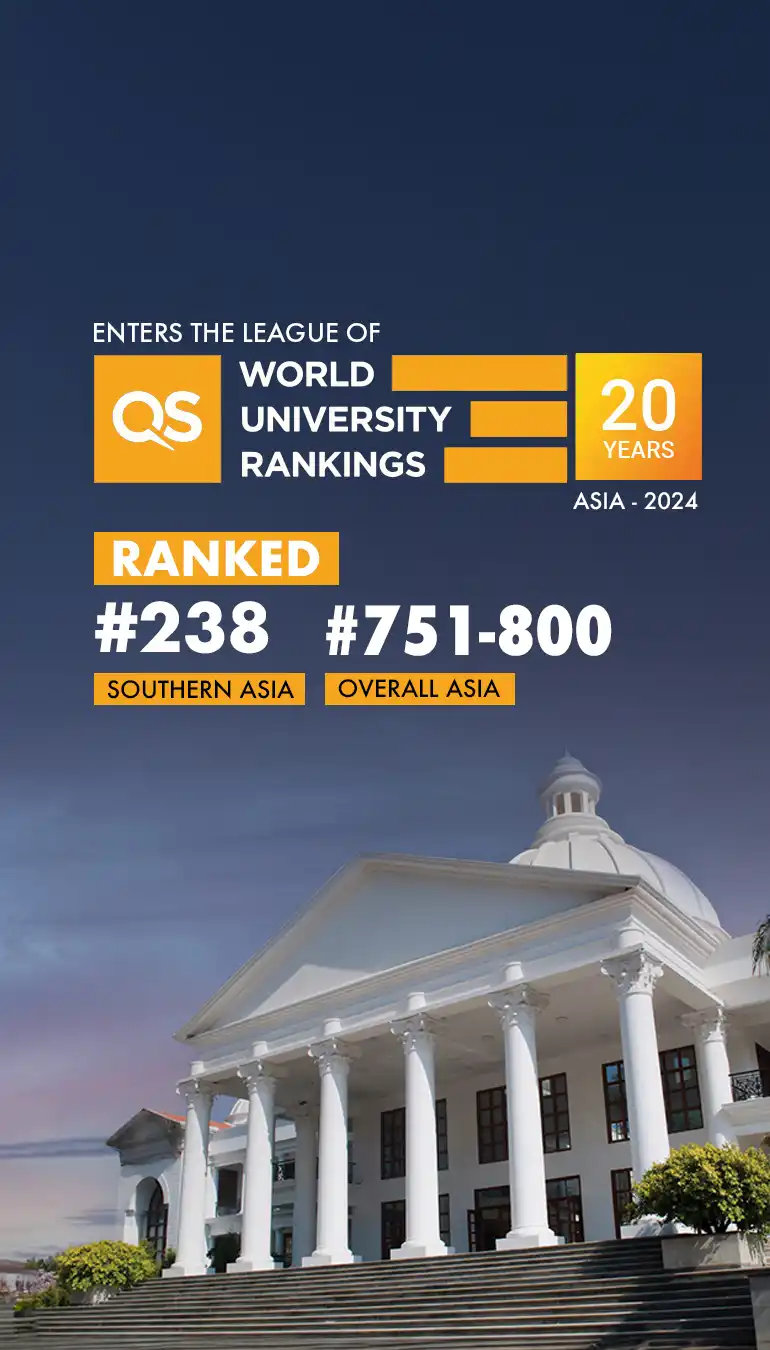 ENTERS THE LEAGUE OF
QS
WORLD
UNIVERSITY
RANKINGS
20
YEARS
ASIA - 2024
RANKED
#238 #751-800
SOUTHERN ASIA OVERALL ASIA